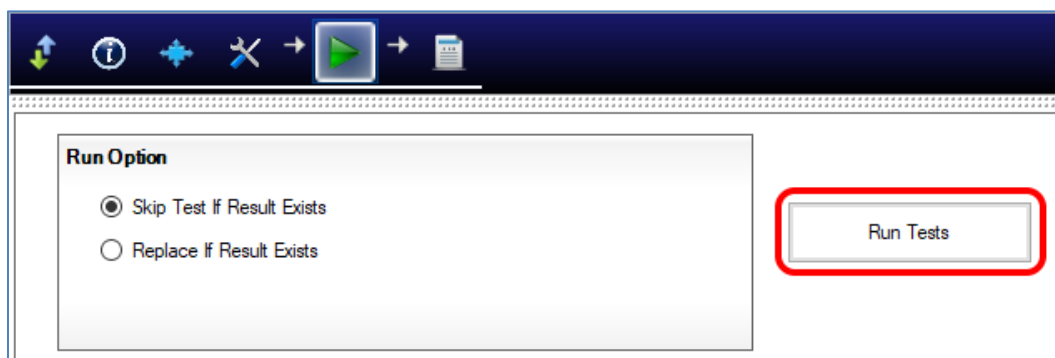 Run Option
Skip Test If Result Exists
Run Tests
Replace If Result Exists